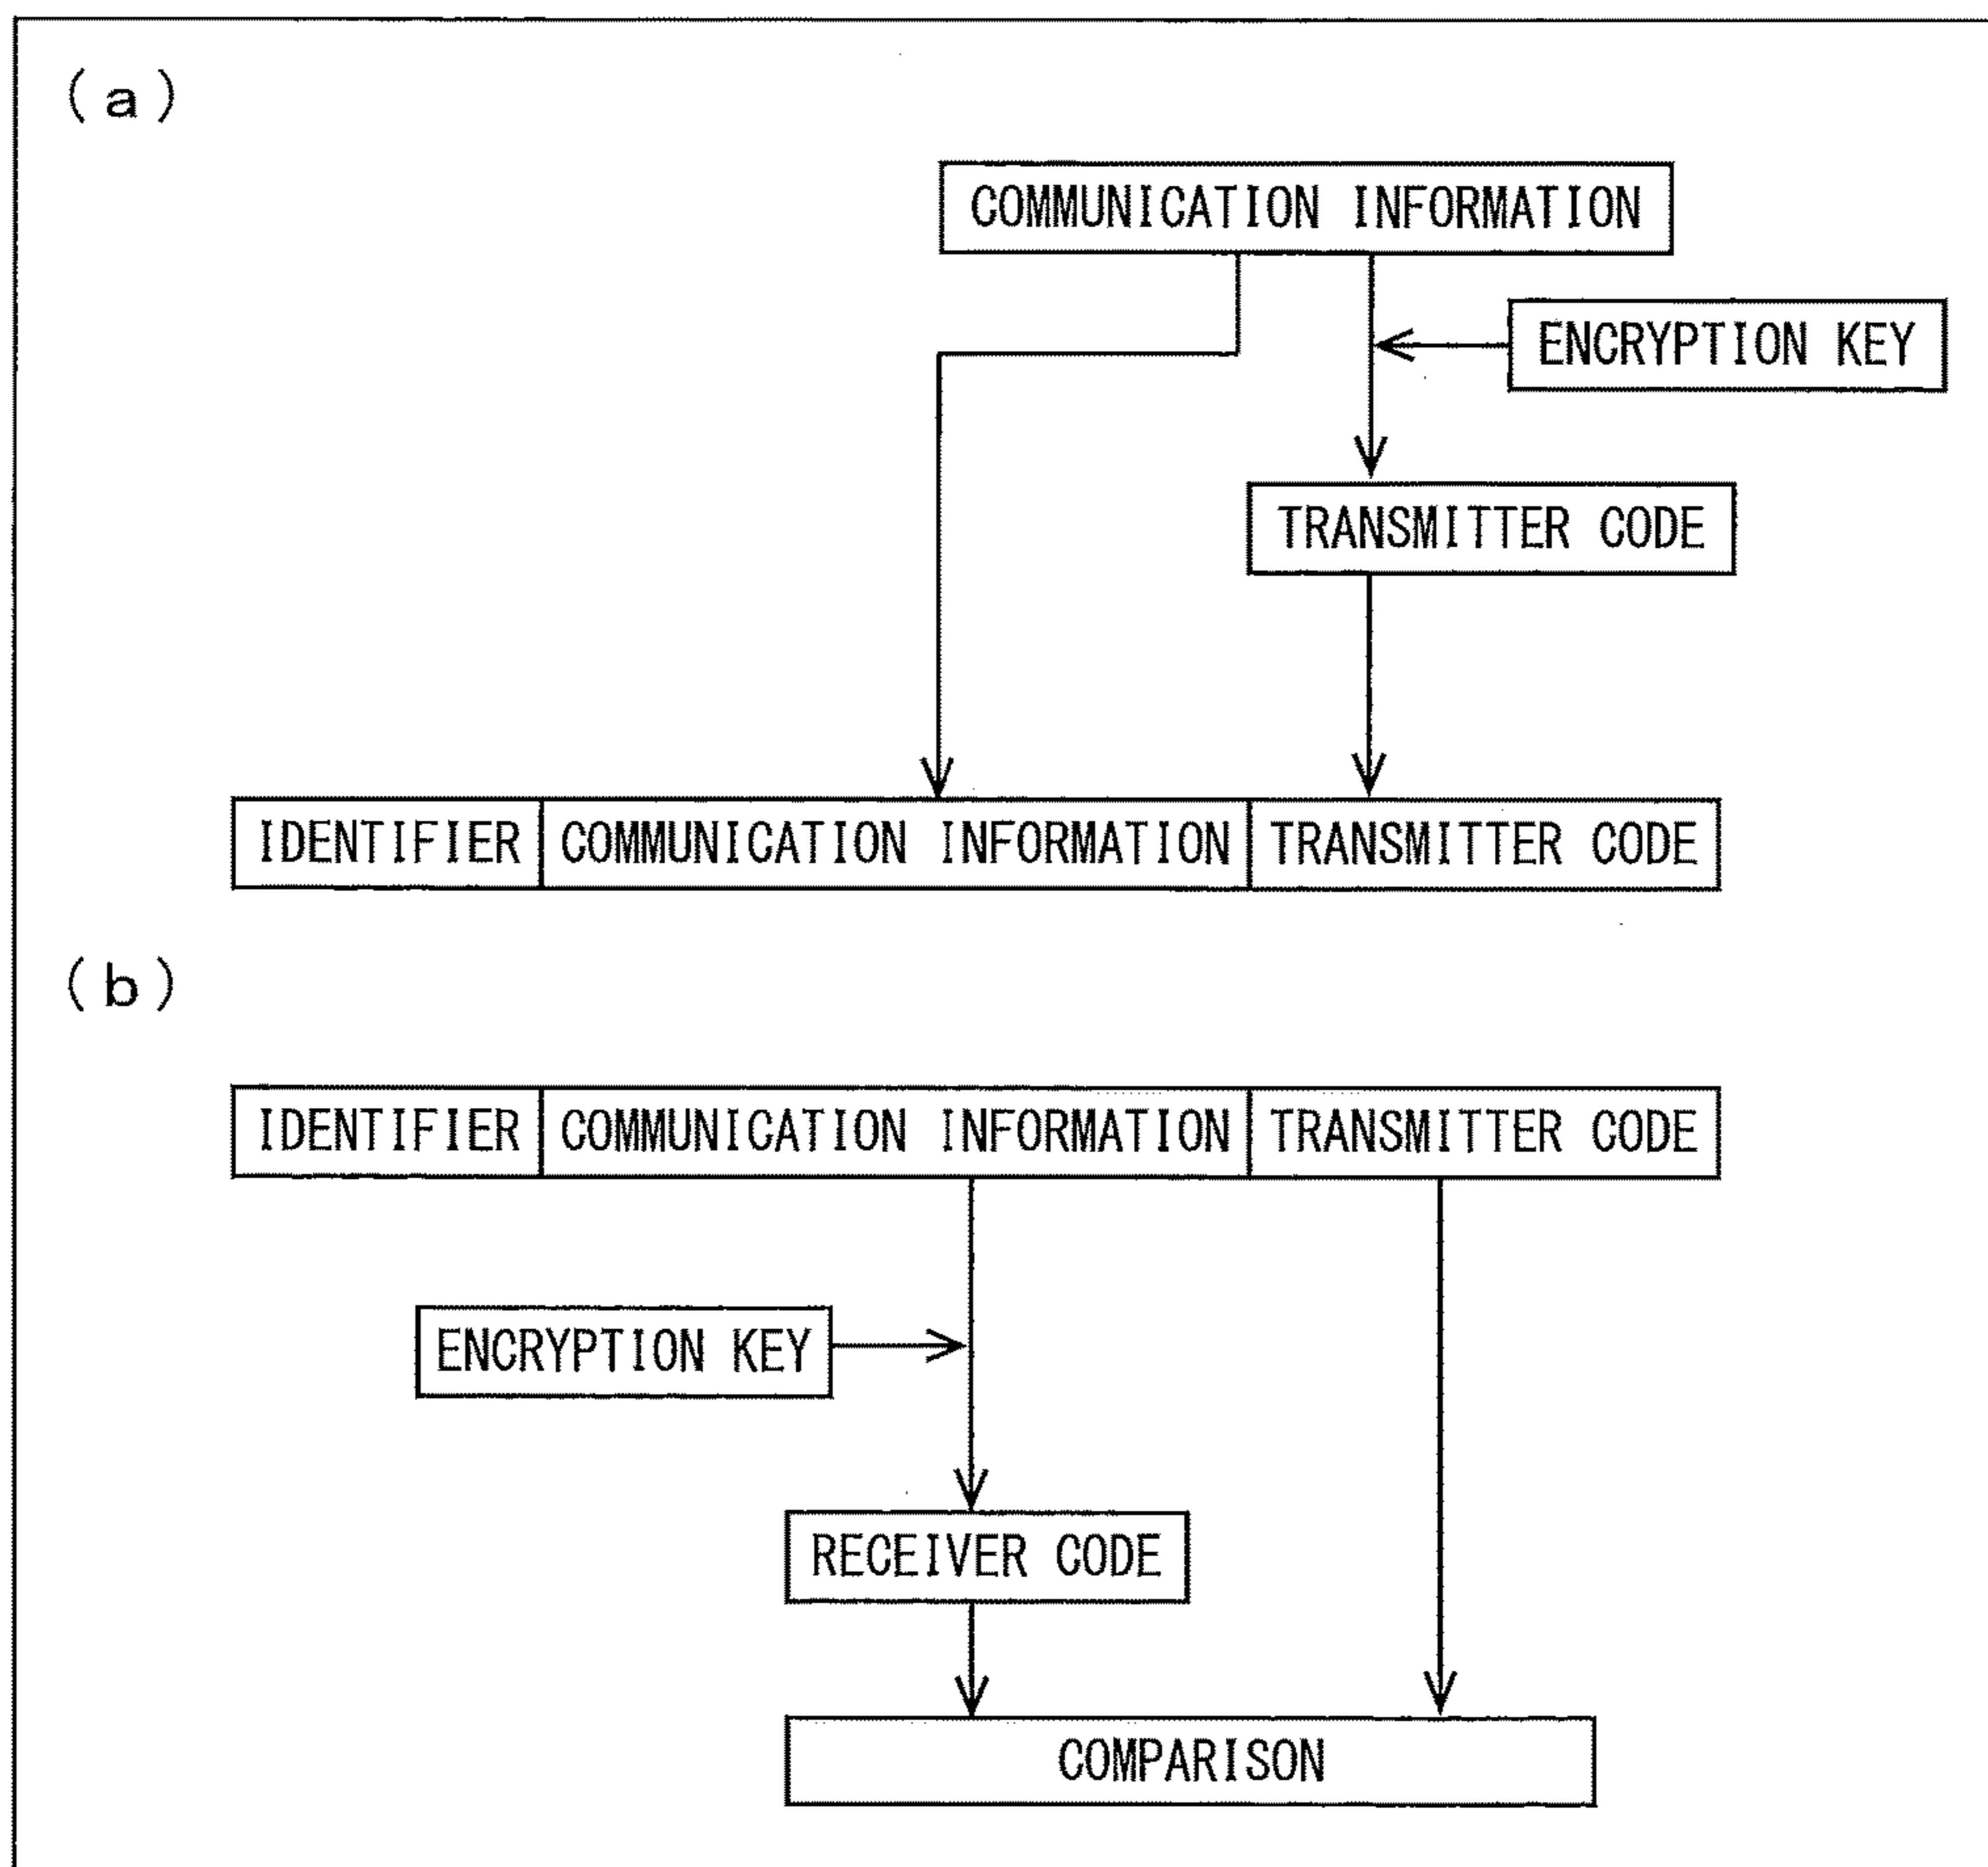 (a)
COMMUNICATION INFORMATION
ENCRYPTION KEY
TRANSMITTER CODE
IDENTIFIER COMMUNICATION INFORMATION TRANSMITTER CODE
(b)
IDENTIFIER COMMUNICATION INFORMATION TRANSMITTER CODE
ENCRYPTION KEY
RECEIVER CODE
COMPARISON